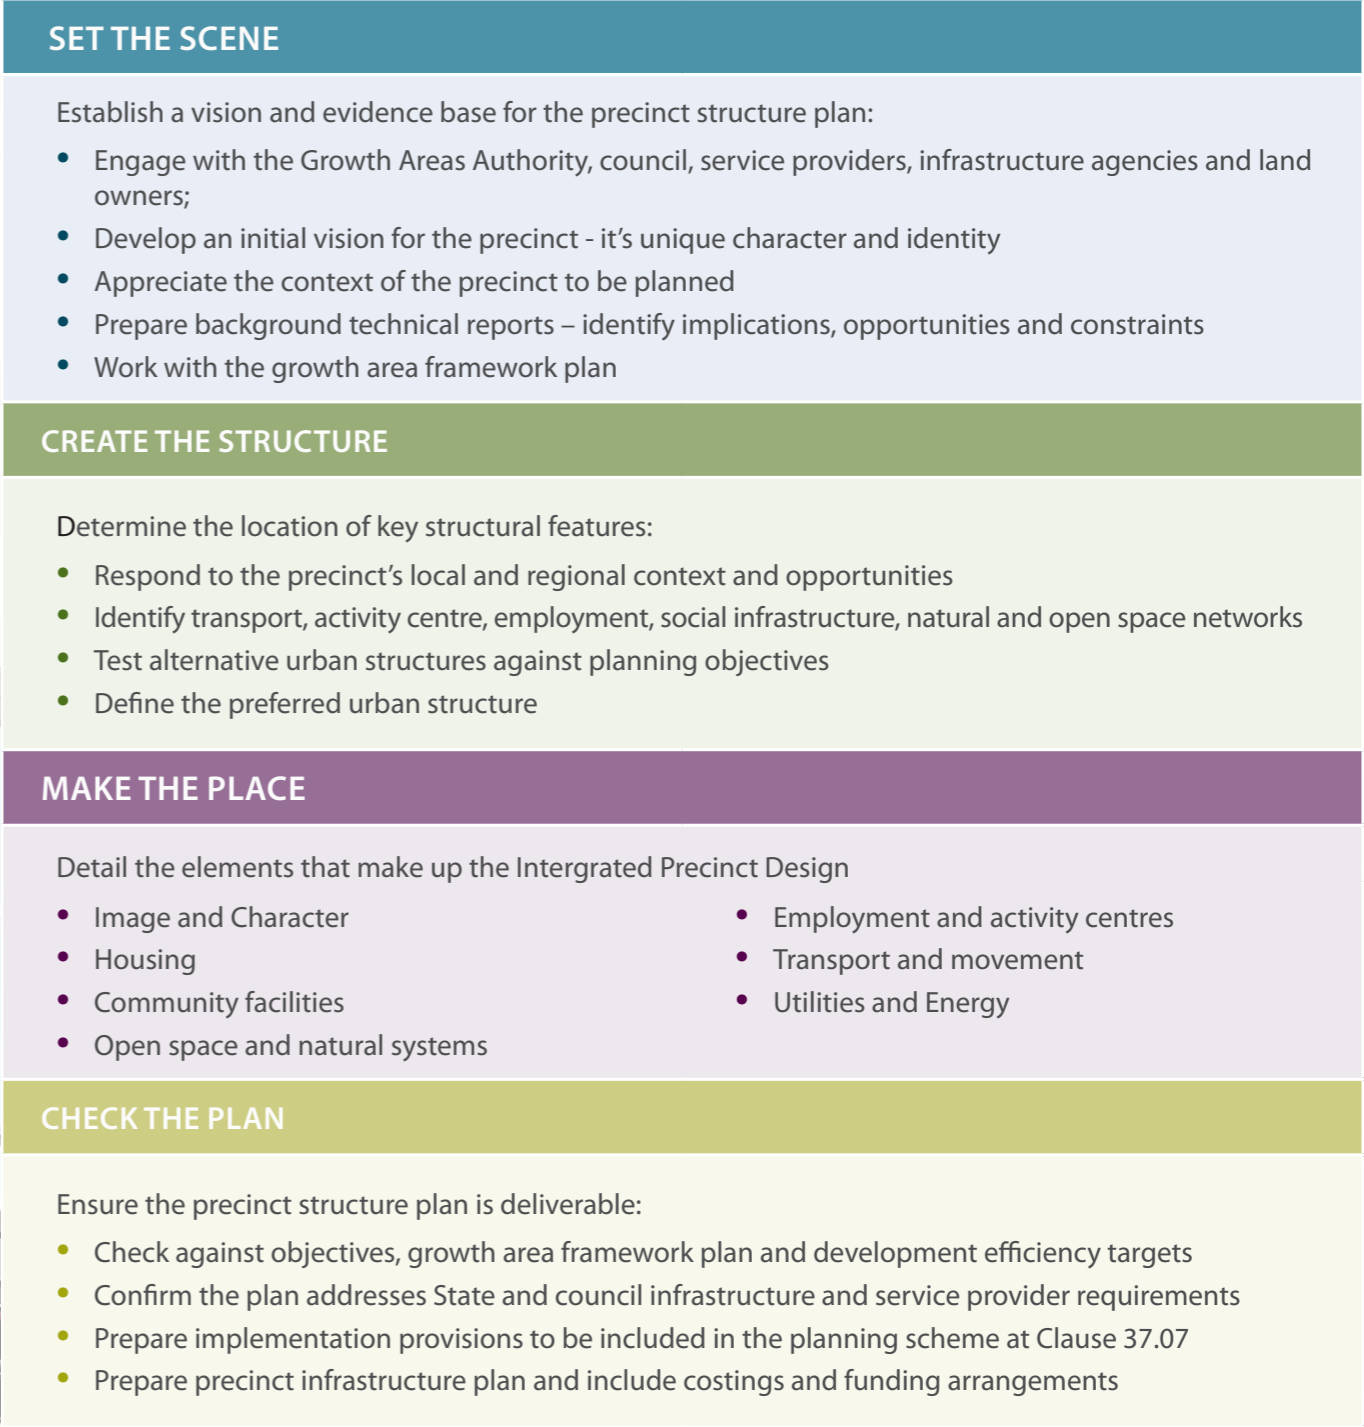 SET THE SCENE
Establish a vision and evidence base for the precinct structure plan:
• Engage with the Growth Areas Authority, council, service providers, infrastructure agencies and land
owners;
• Develop an initial vision for the precinct - it’s unique character and identity
• Appreciate the context of the precinct to be planned
• Prepare background technical reports – identify implications, opportunities and constraints
• Work with the growth area framework plan
CREATE THE STRUCTURE
Determine the location of key structural features:
• Respond to the precinct’s local and regional context and opportunities
• Identify transport, activity centre, employment, social infrastructure, natural and open space networks
• Test alternative urban structures against planning objectives
• Define the preferred urban structure
MAKE THE PLACE
Detail the elements that make up the Intergrated Precinct Design
• Image and Character
• Housing
• Community facilities
• Open space and natural systems
• Employment and activity centres
• Transport and movement
• Utilities and Energy
CHECK THE PLAN
Ensure the precinct structure plan is deliverable:
• Check against objectives, growth area framework plan and development efficiency targets
• Confirm the plan addresses State and council infrastructure and service provider requirements
• Prepare implementation provisions to be included in the planning scheme at Clause 37.07
• Prepare precinct infrastructure plan and include costings and funding arrangements